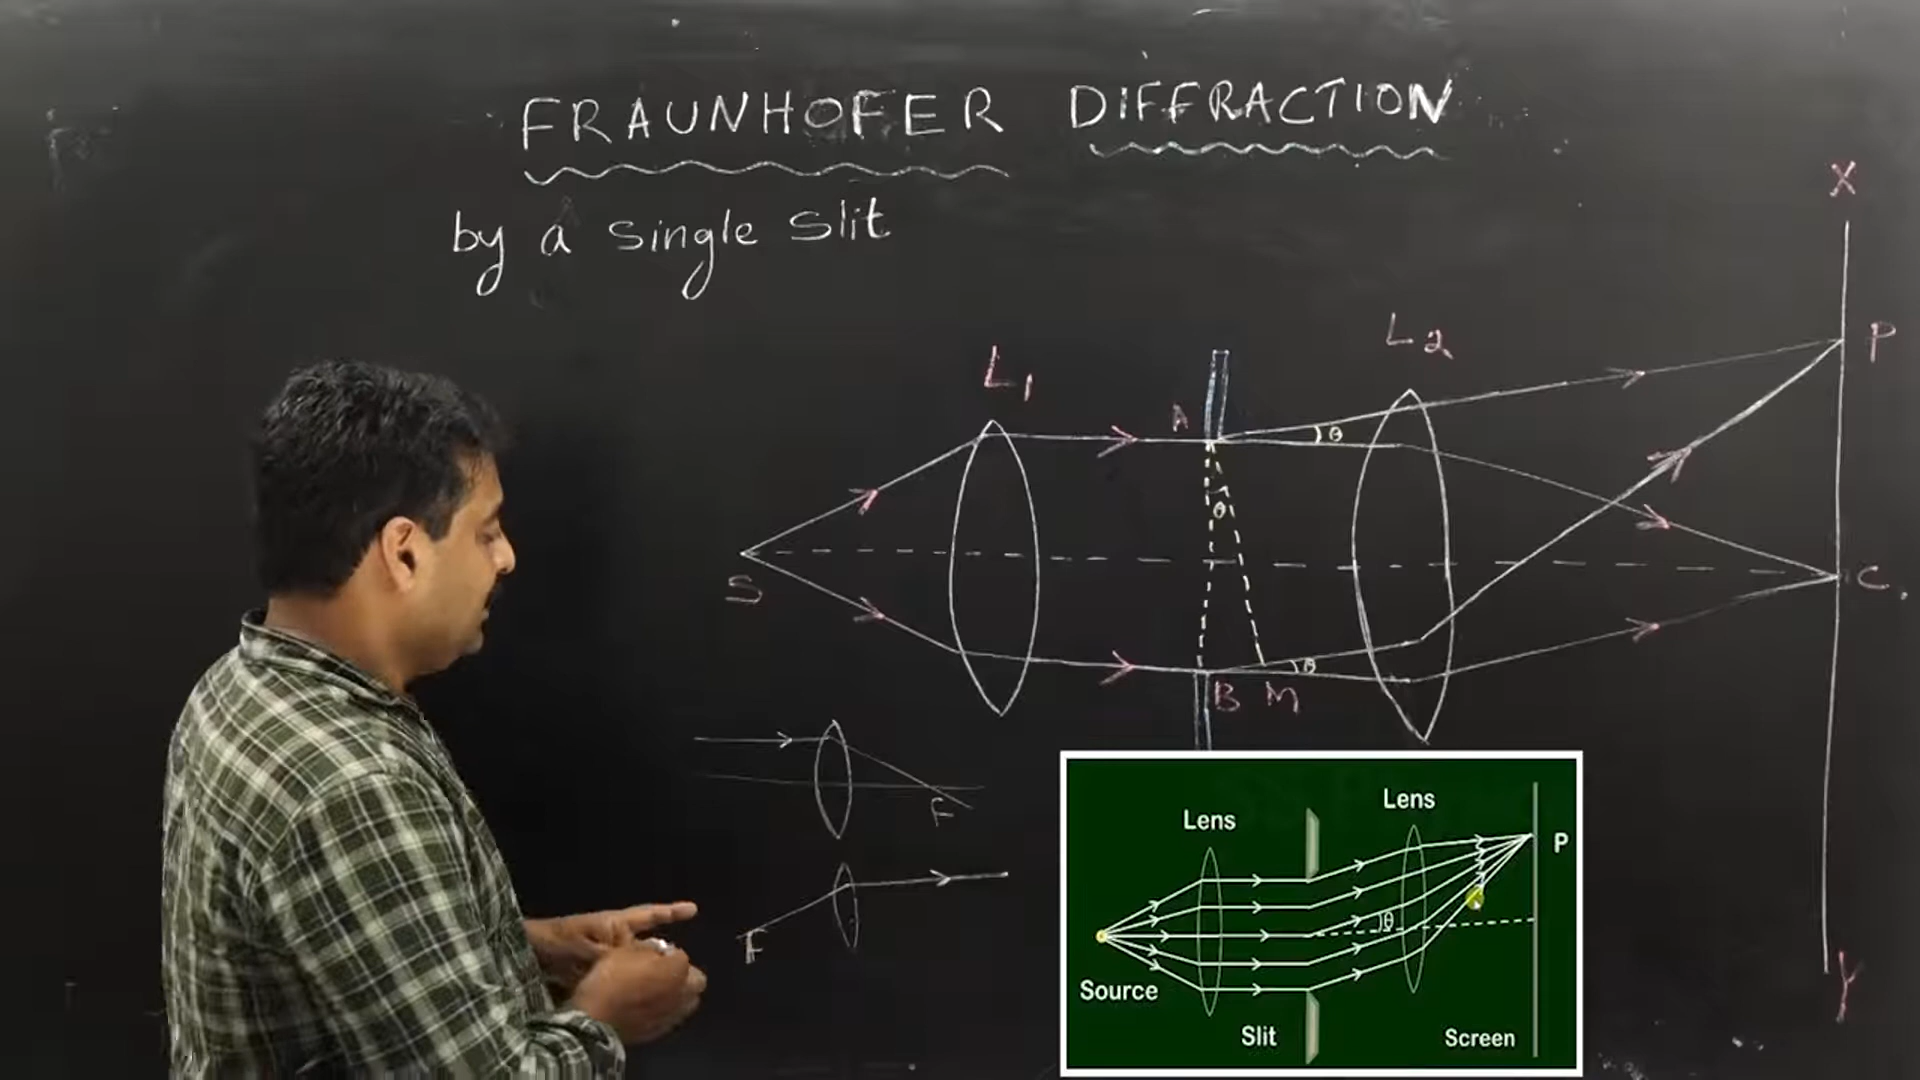 FRAUNHOFER DIFFRACTION
by a Single Slit
X
L1
L2
P
A
θ
θ
S
C.
θ
B M
F
F
Y
Lens
Lens
P
θ
Source
Slit
Screen